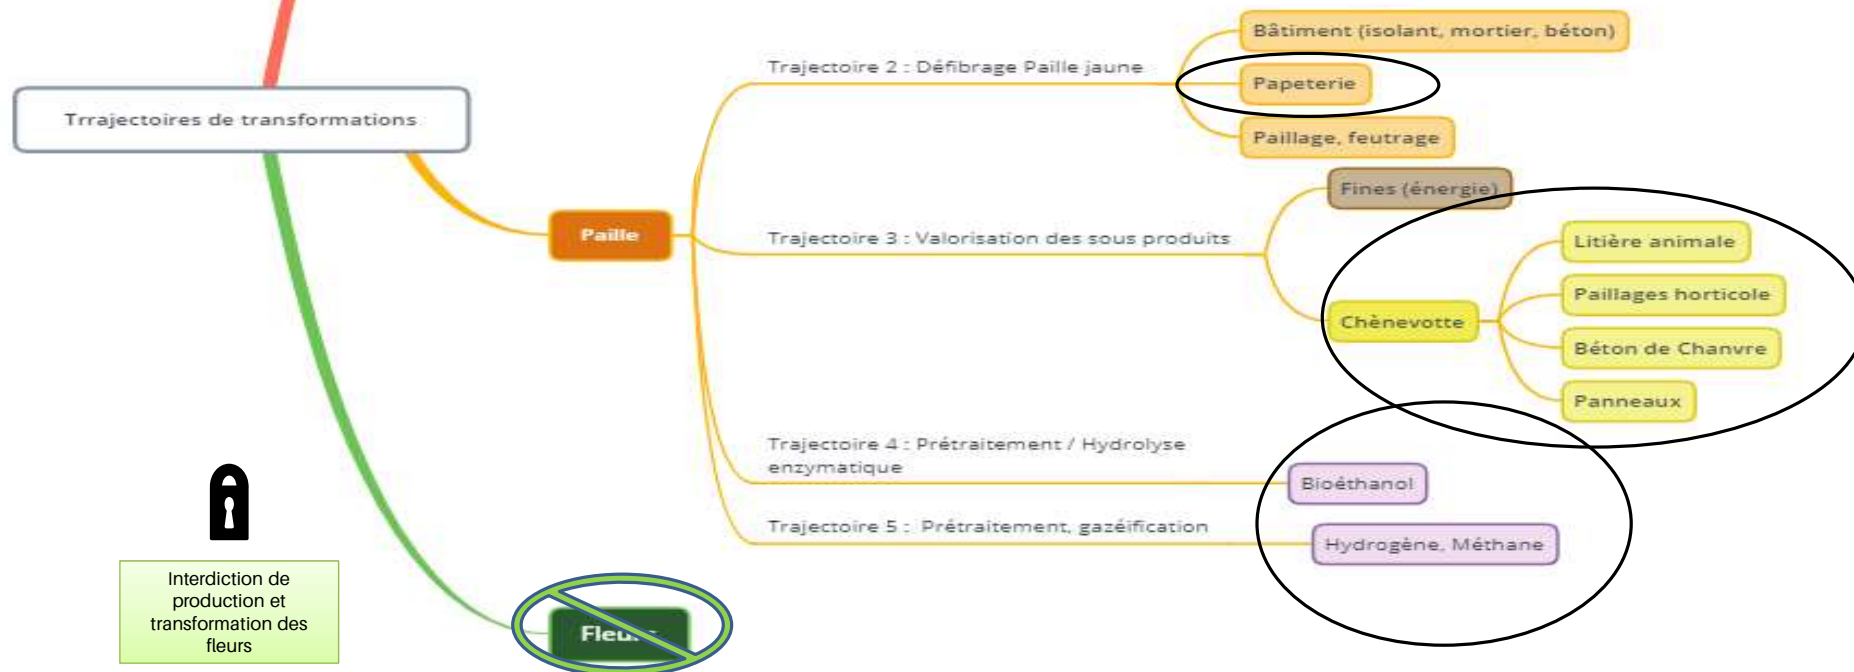 Trrajectoires de transformations
Paille
Trajectoire 2 : Défibrage Paille jaune
Bâtiment (isolant, mortier, béton)
Papeterie
Paillage, feutrage
Trajectoire 3 : Valorisation des sous produits
Fines (énergie)
Chènevotte
Litière animale
Paillages horticole
Béton de Chanvre
Panneaux
Trajectoire 4 : Prétraitement / Hydrolyse
enzymatique
Bioéthanol
Trajectoire 5 : Prétraitement, gazéification
Hydrogène, Méthane
Interdiction de
production et
transformation des
fleurs